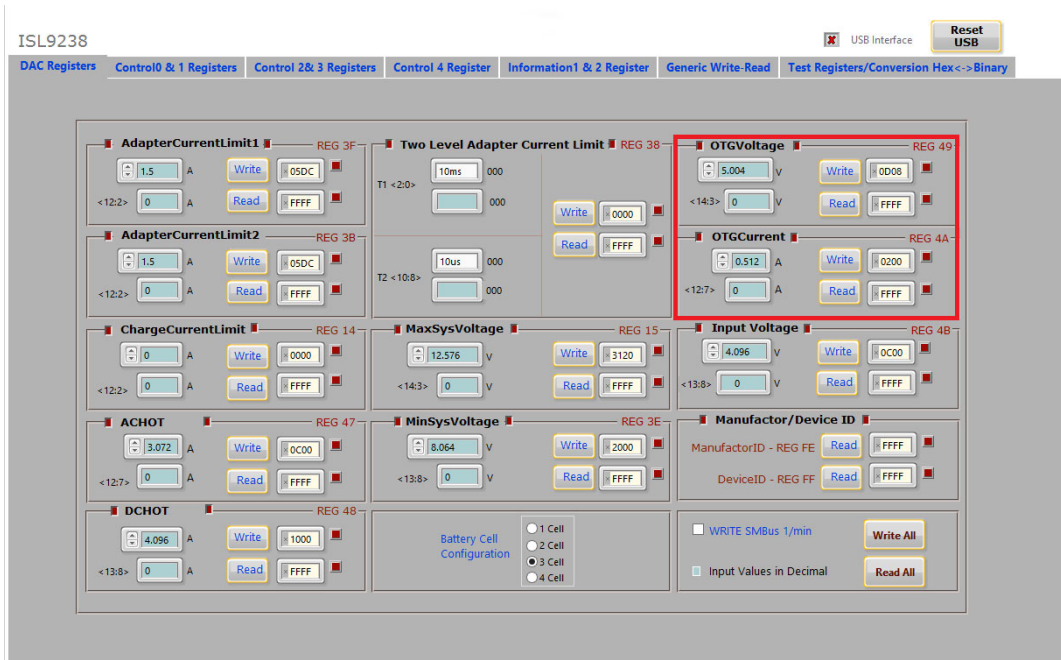 ISL9238
USB Interface
Reset USB
DAC Registers Control0 & 1 Registers Control 2& 3 Registers Control 4 Register Information1 & 2 Register Generic Write-Read Test Registers/Conversion Hex<->Binary
AdapterCurrentLimit1 REG 3F
1.5 A Write 05DC
<12:2> 0 A Read FFFF
AdapterCurrentLimit2 REG 3B
1.5 A Write 05DC
<12:2> 0 A Read FFFF
Two Level Adapter Current Limit REG 38
10ms 000
T1 <2:0>
000
Write 0000
Read FFFF
10us 000
T2 <10:8>
000
OTGVoltage REG 49
5.004 V Write 0D08
<14:3> 0 V Read FFFF
OTGCurrent REG 4A
0.512 A Write 0200
<12:7> 0 A Read FFFF
ChargeCurrentLimit REG 14
0 A Write 0000
<12:2> 0 A Read FFFF
MaxSysVoltage REG 15
12.576 V Write 3120
<14:3> 0 V Read FFFF
Input Voltage REG 4B
4.096 V Write 0C00
<13:8> 0 V Read FFFF
ACHOT REG 47
3.072 A Write 0C00
<12:7> 0 A Read FFFF
MinSysVoltage REG 3E
8.064 V Write 2000
<13:8> 0 V Read FFFF
Manufactor/Device ID
ManufactorID - REG FE Read FFFF
DeviceID - REG FF Read FFFF
DCHOT REG 48
4.096 A Write 1000
<13:8> 0 A Read FFFF
Battery Cell
Configuration
1 Cell
2 Cell
3 Cell
4 Cell
WRITE SMBus 1/min Write All
Input Values in Decimal Read All